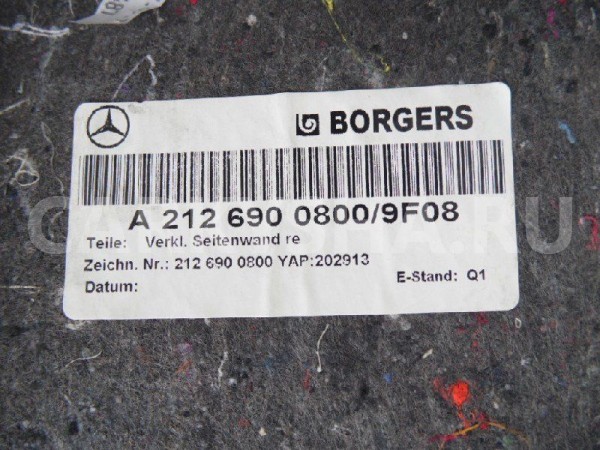 BORGERS
A 212 690 0800/9F08
Teile: Verkl. Seitenwand re
Zeichn. Nr.: 212 690 0800 YAP:202913
Datum:
E-Stand: Q1